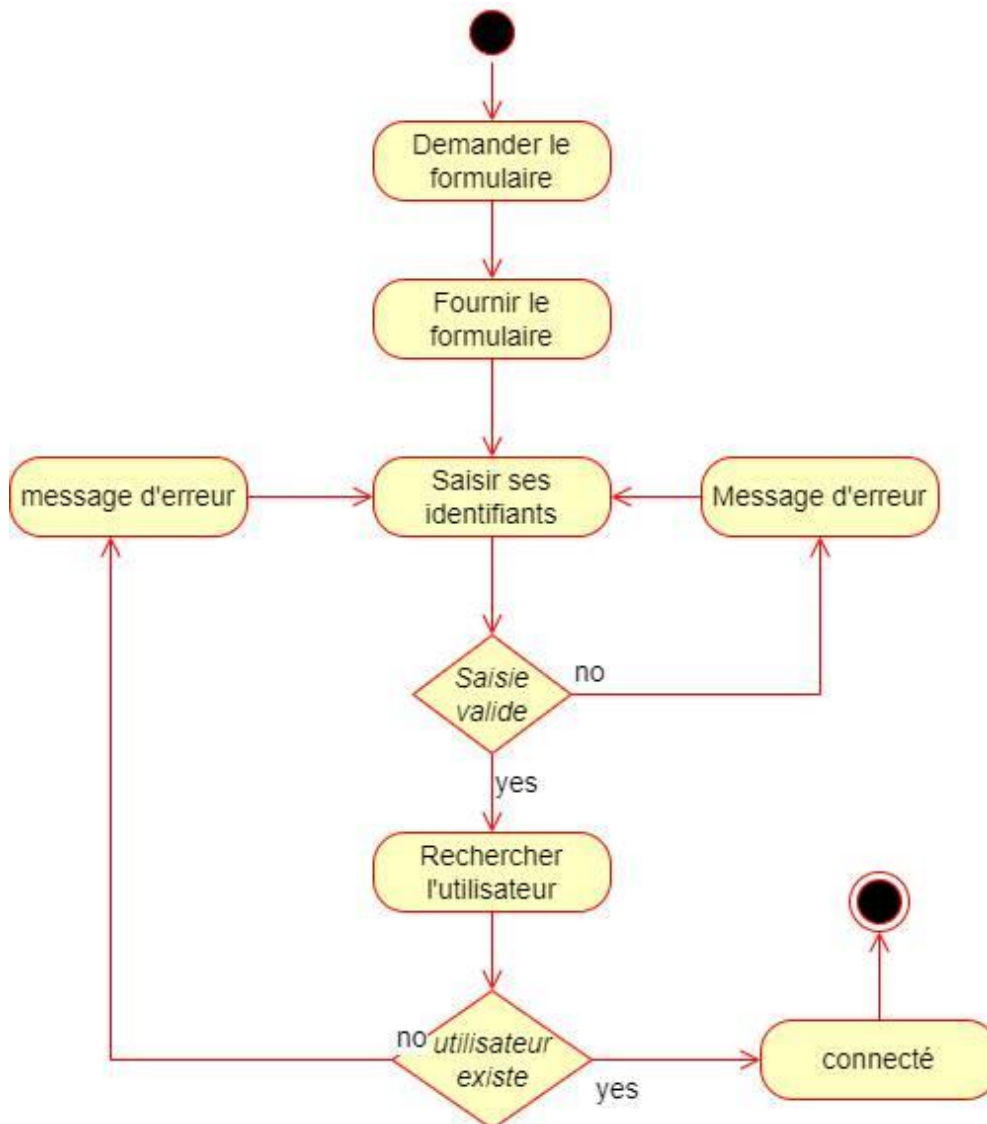 Demander le
formulaire
Fournir le
formulaire
message d'erreur
Saisir ses
identifiants
Message d'erreur
Saisie
valide
no
yes
Rechercher
l'utilisateur
no
utilisateur
existe
yes
connecté